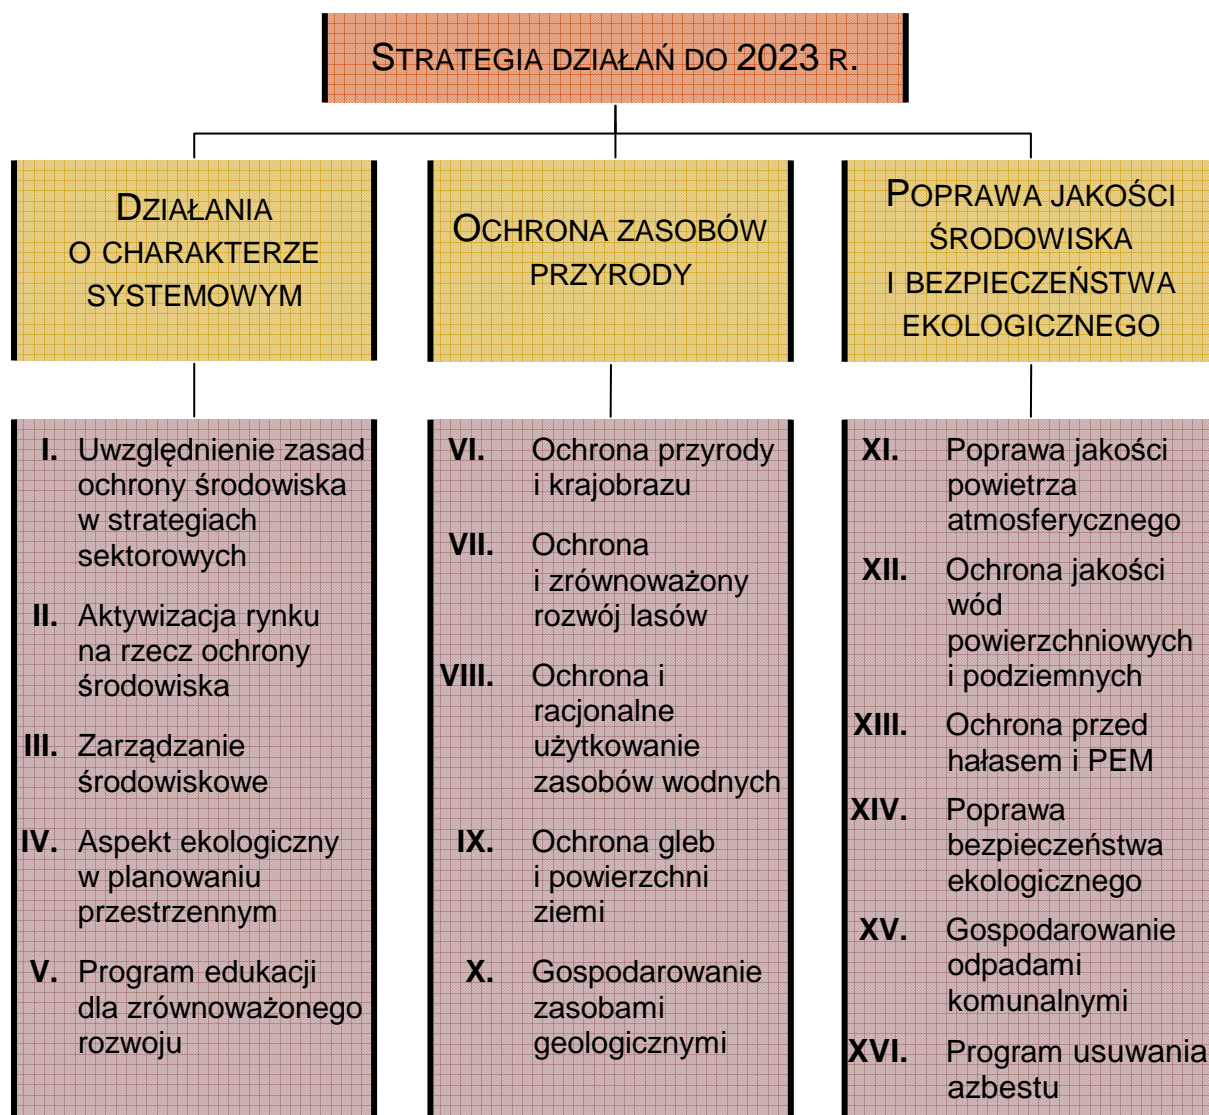 STRATEGIA DZIAŁAŃ DO 2023 R.
DZIAŁANIA
O CHARAKTERZE
SYSTEMOWYM
OCHRONA ZASOBÓW
PRZYRODY
POPRAWA JAKOŚCI
ŚRODOWISKA
I BEZPIECZEŃSTWA
EKOLOGICZNEGO
I. Uwzględnienie zasad
ochrony środowiska
w strategiach
sektorowych
II. Aktywizacja rynku
na rzecz ochrony
środowiska
III. Zarządzanie
środowiskowe
IV. Aspekt ekologiczny
w planowaniu
przestrzennym
V. Program edukacji
dla zrównoważonego
rozwoju
VI. Ochrona przyrody
i krajobrazu
VII. Ochrona
i zrównoważony
rozwój lasów
VIII. Ochrona i
racjonalne
użytkowanie
zasobów wodnych
IX. Ochrona gleb
i powierzchni
ziemi
X. Gospodarowanie
zasobami
geologicznymi
XI. Poprawa jakości
powietrza
atmosferycznego
XII. Ochrona jakości
wód
powierzchniowych
i podziemnych
XIII. Ochrona przed
hałasem i PEM
XIV. Poprawa
bezpieczeństwa
ekologicznego
XV. Gospodarowanie
odpadami
komunalnymi
XVI. Program usuwania
azbestu